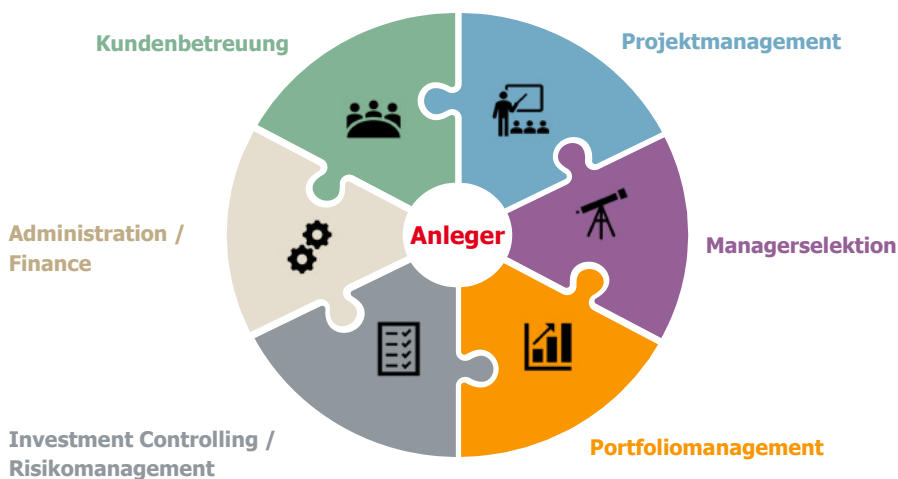 Kundenbetreuung
Projektmanagement
Anleger
Administration /
Finance
Managerselektion
Investment Controlling /
Risikomanagement
Portfoliomanagement